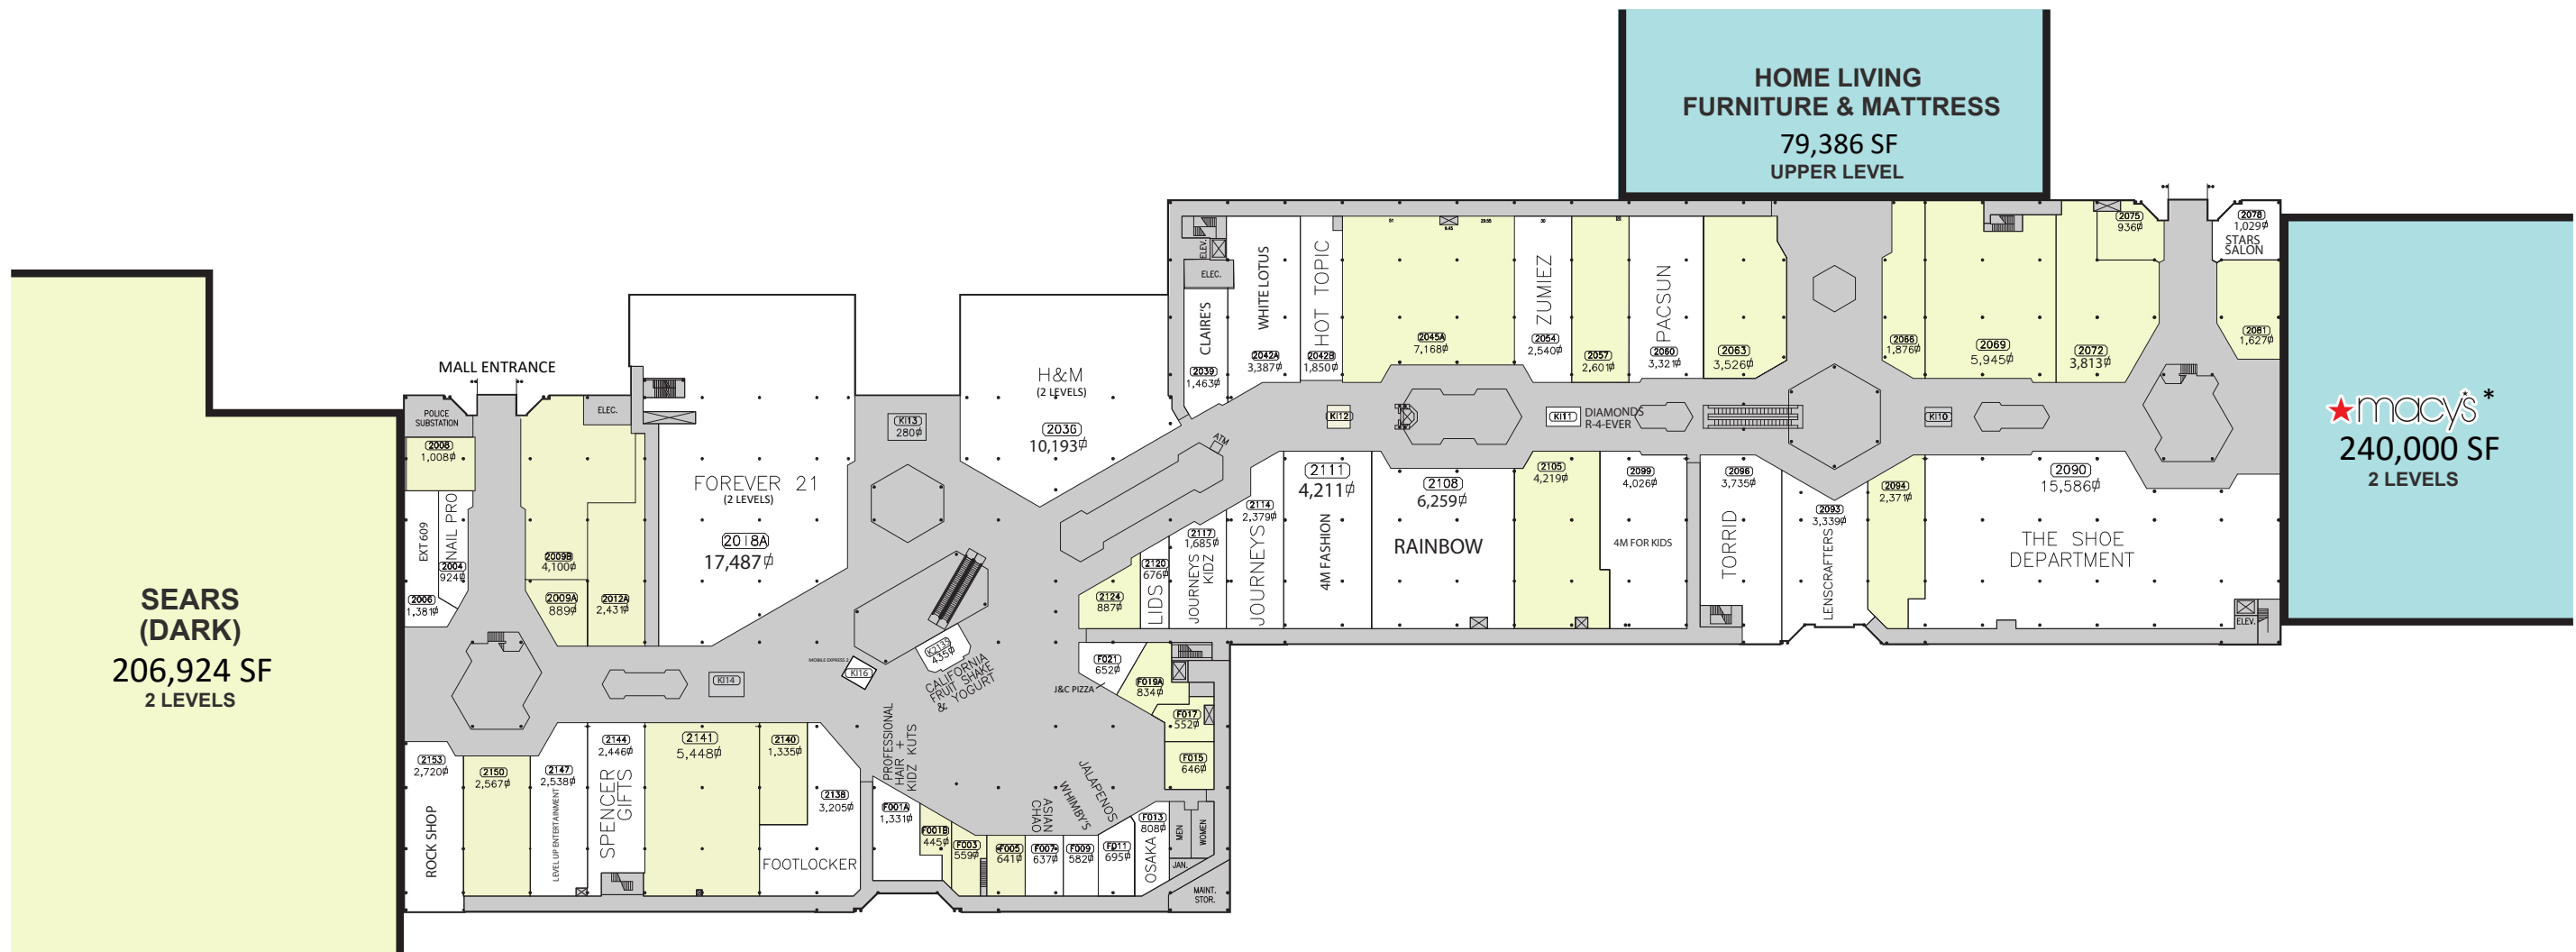 HOME LIVING
FURNITURE & MATTRESS
79,386 SF
UPPER LEVEL
SEARS
(DARK)
206,924 SF
2 LEVELS
macy's *
240,000 SF
2 LEVELS
MALL ENTRANCE
POLICE
SUBSTATION
2008
1,008⌀
EXT 609
2006
1,381⌀
NAIL PRO
2004
924⌀
ELEC.
2009B
4,100⌀
2009A
889⌀
2012A
2,431⌀
FOREVER 21
(2 LEVELS)
2018A
17,487⌀
KI13
280⌀
H&M
(2 LEVELS)
2036
10,193⌀
ELEV.
ELEC.
CLAIRE'S
2039
1,463⌀
WHITE LOTUS
2042A
3,387⌀
HOT TOPIC
2042B
1,850⌀
2045A
7,168⌀
ZUMIEZ
2054
2,540⌀
2057
2,601⌀
PACSUN
2060
3,321⌀
2063
3,526⌀
2066
1,876⌀
2069
5,945⌀
2072
3,813⌀
2075
936⌀
2078
1,029⌀
STARS
SALON
2081
1,627⌀
ATM
KI12
KI11
DIAMONDS
R-4-EVER
KI10
2124
887⌀
2120
676⌀
LIDS
2117
1,685⌀
JOURNEYS
KIDZ
2114
2,379⌀
JOURNEYS
2111
4,211⌀
4M FASHION
2108
6,259⌀
RAINBOW
2105
4,219⌀
2099
4,026⌀
4M FOR KIDS
2096
3,735⌀
TORRID
2093
3,339⌀
LENSCRAFTERS
2094
2,371⌀
2090
15,586⌀
THE SHOE
DEPARTMENT
ELEV.
K2135
435⌀
CALIFORNIA
FRUIT SHAKE
& YOGURT
MOBILE EXPRESS 2
KI16
KI14
F021
652⌀
J&C PIZZA
F019A
834⌀
F017
552⌀
F015
646⌀
2153
2,720⌀
ROCK SHOP
2150
2,567⌀
2147
2,538⌀
LEVEL UP ENTERTAINMENT
2144
2,446⌀
SPENCER
GIFTS
2141
5,448⌀
2140
1,335⌀
2138
3,205⌀
FOOTLOCKER
PROFESSIONAL
HAIR +
KIDZ KUTS
F001A
1,331⌀
F001B
445⌀
F003
559⌀
F005
641⌀
ASIAN
CHAO
F007
637⌀
WHIMBY'S
F009
582⌀
JALAPENOS
F011
695⌀
F013
808⌀
OSAKA
MEN
WOMEN
JAN.
MAINT.
STOR.